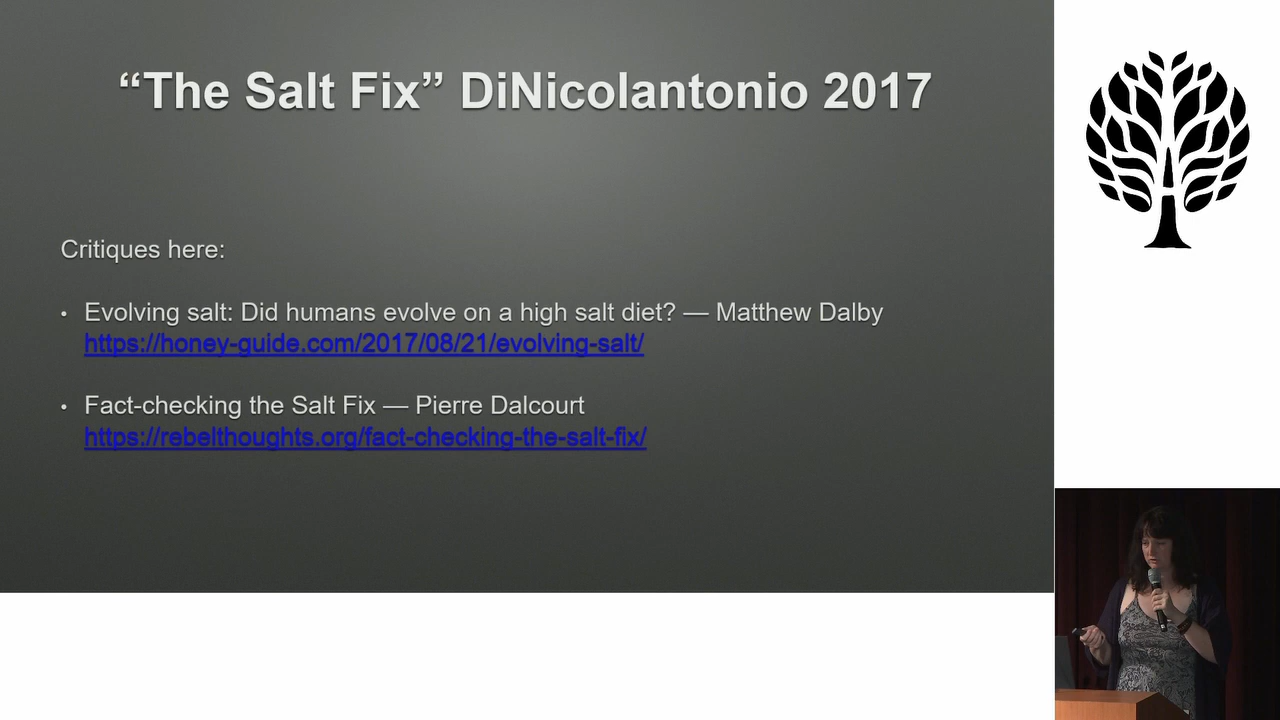 “The Salt Fix” DiNicolantonio 2017
Critiques here:
• Evolving salt: Did humans evolve on a high salt diet? — Matthew Dalby
https://honey-guide.com/2017/08/21/evolving-salt/
• Fact-checking the Salt Fix — Pierre Dalcourt
https://rebelthoughts.org/fact-checking-the-salt-fix/